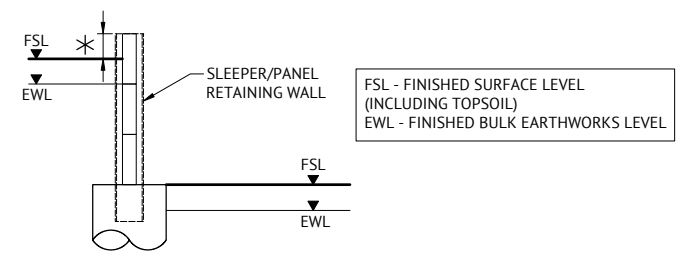 FSL
EWL
SLEEPER/PANEL
RETAINING WALL
FSL - FINISHED SURFACE LEVEL
(INCLUDING TOPSOIL)
EWL - FINISHED BULK EARTHWORKS LEVEL
FSL
EWL